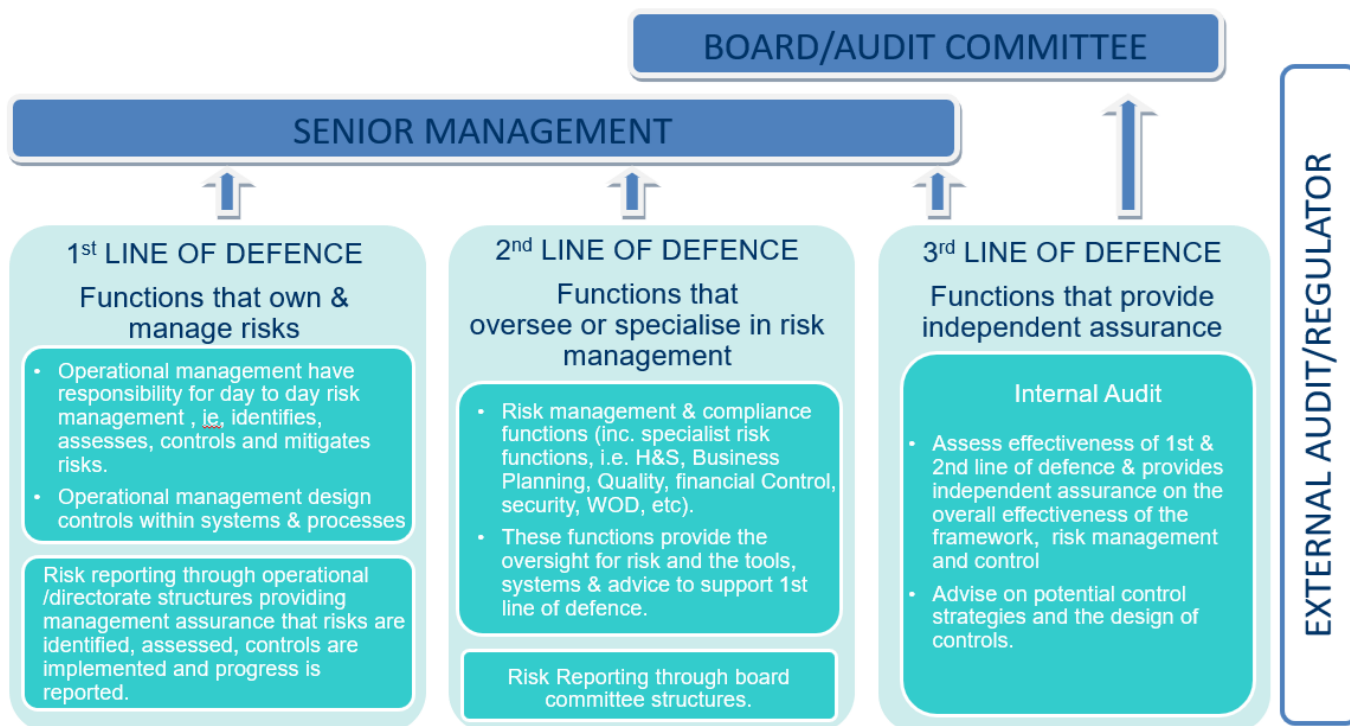 BOARD/AUDIT COMMITTEE
SENIOR MANAGEMENT
1st LINE OF DEFENCE
Functions that own &
manage risks
• Operational management have
responsibility for day to day risk
management , ie, identifies,
assesses, controls and mitigates
risks.
• Operational management design
controls within systems & processes
Risk reporting through operational
/directorate structures providing
management assurance that risks are
identified, assessed, controls are
implemented and progress is
reported.
2nd LINE OF DEFENCE
Functions that
oversee or specialise in risk
management
• Risk management & compliance
functions (inc. specialist risk
functions, i.e. H&S, Business
Planning, Quality, financial Control,
security, WOD, etc).
• These functions provide the
oversight for risk and the tools,
systems & advice to support 1st
line of defence.
Risk Reporting through board
committee structures.
3rd LINE OF DEFENCE
Functions that provide
independent assurance
Internal Audit
• Assess effectiveness of 1st &
2nd line of defence & provides
independent assurance on the
overall effectiveness of the
framework, risk management
and control
• Advise on potential control
strategies and the design of
controls.
EXTERNAL AUDIT/REGULATOR